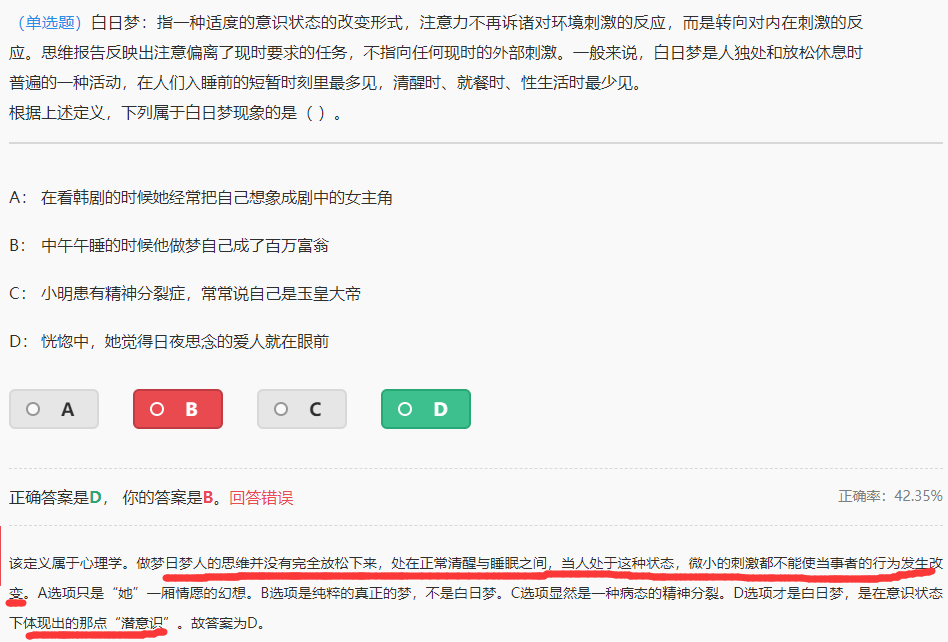 （单选题）白日梦：指一种适度的意识状态的改变形式，注意力不再诉诸对环境刺激的反应，而是转向对内在刺激的反
应。思维报告反映出注意偏离了现时要求的任务，不指向任何现时的外部刺激。一般来说，白日梦是人独处和放松休息时
普遍的一种活动，在人们入睡前的短暂时刻里最多见，清醒时、就餐时、性生活时最少见。
根据上述定义，下列属于白日梦现象的是（ ）。
A： 在看韩剧的时候她经常把自己想象成剧中的女主角
B： 中午午睡的时候他做梦自己成了百万富翁
C： 小明患有精神分裂症，常常说自己是玉皇大帝
D： 恍惚中，她觉得日夜思念的爱人就在眼前
A B C D
正确答案是D， 你的答案是B。回答错误 正确率：42.35%
该定义属于心理学。做梦日梦人的思维并没有完全放松下来，处在正常清醒与睡眠之间，当人处于这种状态，微小的刺激都不能使当事者的行为发生改
变。A选项只是“她”一厢情愿的幻想。B选项是纯粹的真正的梦，不是白日梦。C选项显然是一种病态的精神分裂。D选项才是白日梦，是在意识状态
下体现出的那点“潜意识”。故答案为D。